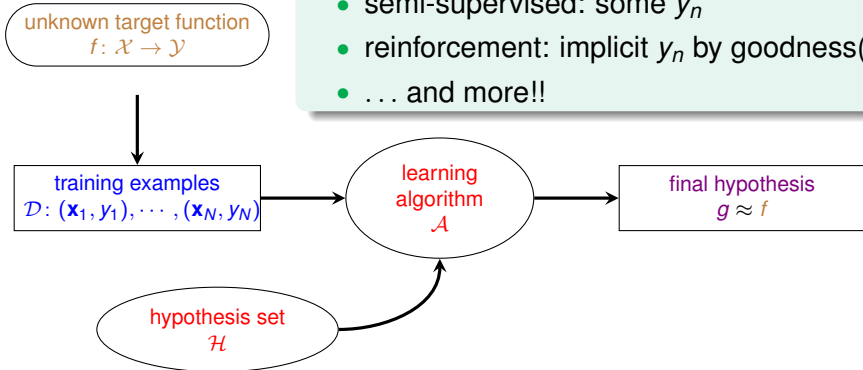 • semi-supervised: some yₙ
• reinforcement: implicit yₙ by goodness(
• . . . and more!!
unknown target function
f : 𝒳 → 𝒴
training examples
𝒟 : (𝐱₁, y₁), ⋯ , (𝐱_N, y_N)
learning
algorithm
𝒜
final hypothesis
g ≈ f
hypothesis set
ℋ